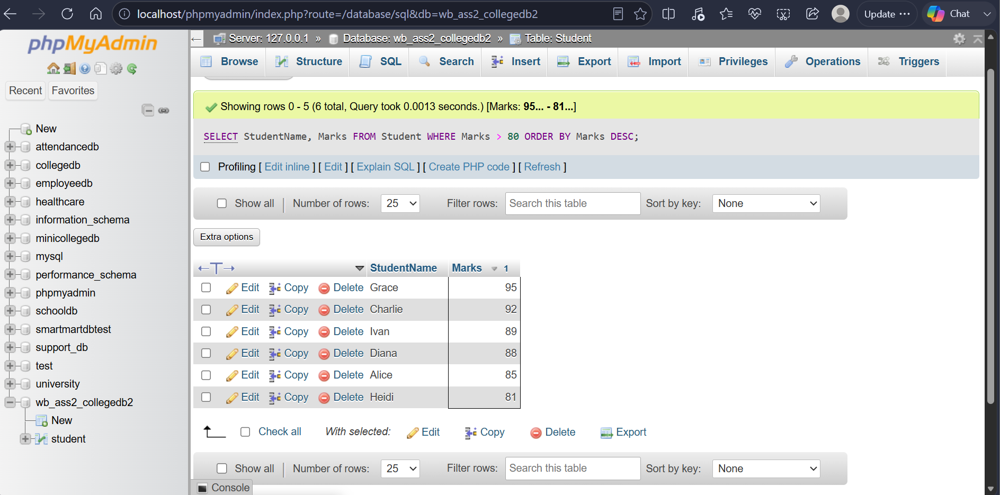 localhost/phpmyadmin/index.php?route=/database/sql&db=wb_ass2_collegedb2
Update
Chat
phpMyAdmin
Recent
Favorites
New
attendancedb
collegedb
employeedb
healthcare
information_schema
minicollegedb
mysql
performance_schema
phpmyadmin
schooldb
smartmartdbtest
support_db
test
university
wb_ass2_collegedb2
New
student
Server: 127.0.0.1 » Database: wb_ass2_collegedb2 » Table: Student
Browse Structure SQL Search Insert Export Import Privileges Operations Triggers
Showing rows 0 - 5 (6 total, Query took 0.0013 seconds.) [Marks: 95... - 81...]
SELECT StudentName, Marks FROM Student WHERE Marks > 80 ORDER BY Marks DESC;
Profiling [ Edit inline ] [ Edit ] [ Explain SQL ] [ Create PHP code ] [ Refresh ]
Show all | Number of rows: 25 Filter rows: Search this table Sort by key: None
Extra options
StudentName Marks 1
Edit Copy Delete Grace 95
Edit Copy Delete Charlie 92
Edit Copy Delete Ivan 89
Edit Copy Delete Diana 88
Edit Copy Delete Alice 85
Edit Copy Delete Heidi 81
Check all With selected: Edit Copy Delete Export
Show all | Number of rows: 25 Filter rows: Search this table Sort by key: None
Console